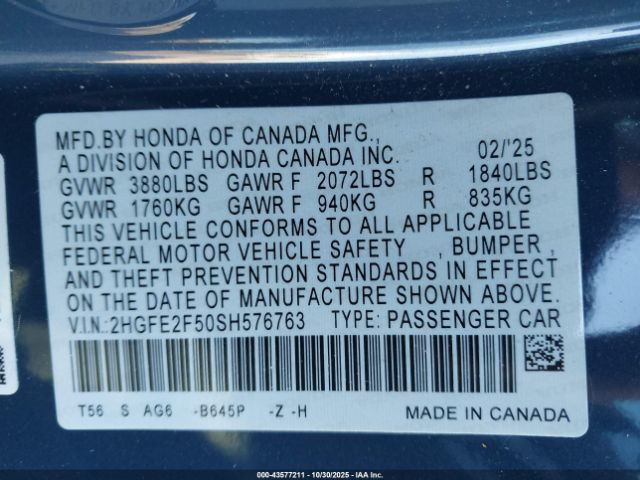 MFD.BY HONDA OF CANADA MFG.,
A DIVISION OF HONDA CANADA INC. 02/'25
GVWR 3880LBS GAWR F 2072LBS R 1840LBS
GVWR 1760KG GAWR F 940KG R 835KG
THIS VEHICLE CONFORMS TO ALL APPLICABLE
FEDERAL MOTOR VEHICLE SAFETY , BUMPER ,
AND THEFT PREVENTION STANDARDS IN EFFECT
ON THE DATE OF MANUFACTURE SHOWN ABOVE.
V.I.N.:2HGFE2F50SH576763 TYPE: PASSENGER CAR
T56 S AG6 -B645P -Z -H
MADE IN CANADA
000-43577211 - 10/30/2025 - IAAI.COM